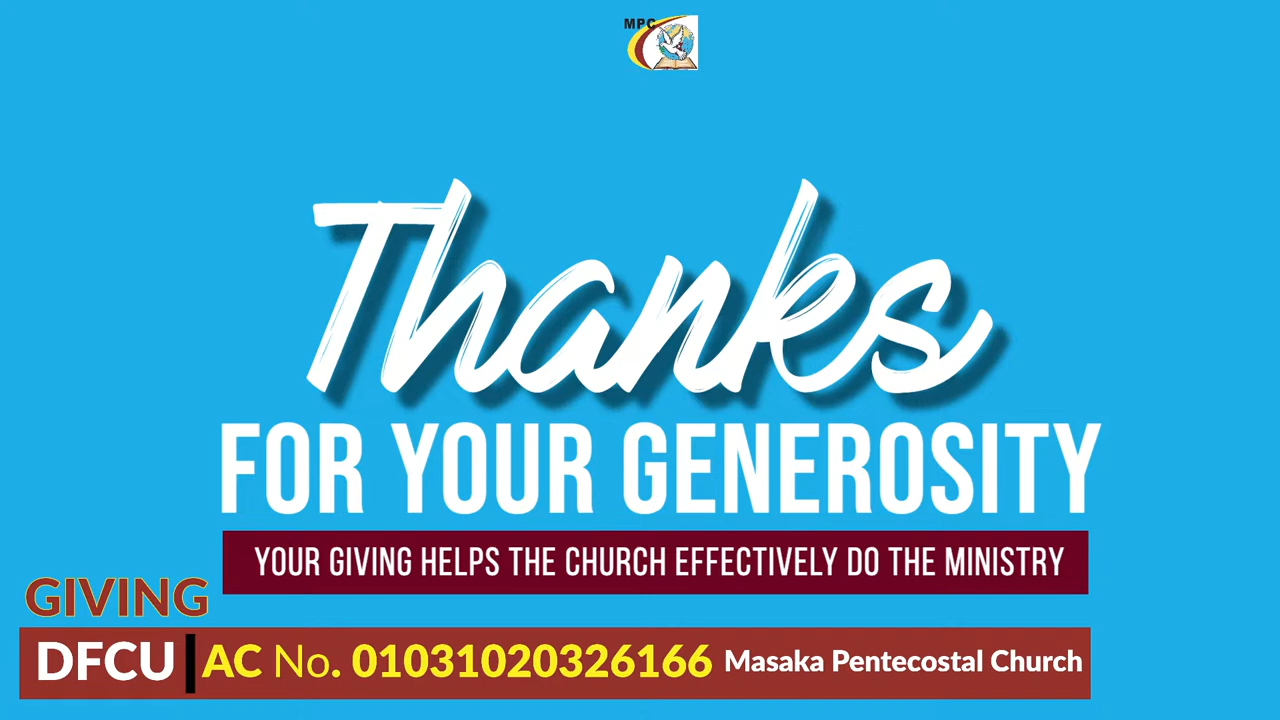 MPC
Thanks
FOR YOUR GENEROSITY
YOUR GIVING HELPS THE CHURCH EFFECTIVELY DO THE MINISTRY
GIVING
DFCU AC No. 01031020326166 Masaka Pentecostal Church